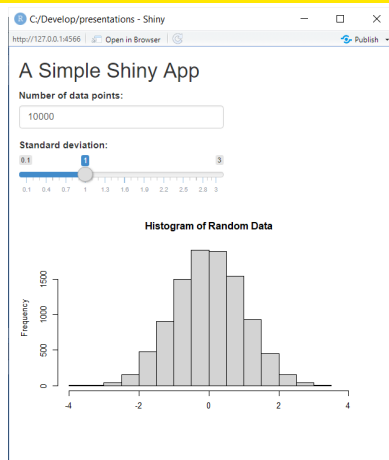 C:/Develop/presentations - Shiny
http://127.0.0.1:4566 Open in Browser Publish
A Simple Shiny App
Number of data points:
10000
Standard deviation:
0.1 1 3
0.1 0.4 0.7 1 1.3 1.6 1.9 2.2 2.5 2.8 3
Histogram of Random Data
Frequency
1500
1000
500
0
-4 -2 0 2 4